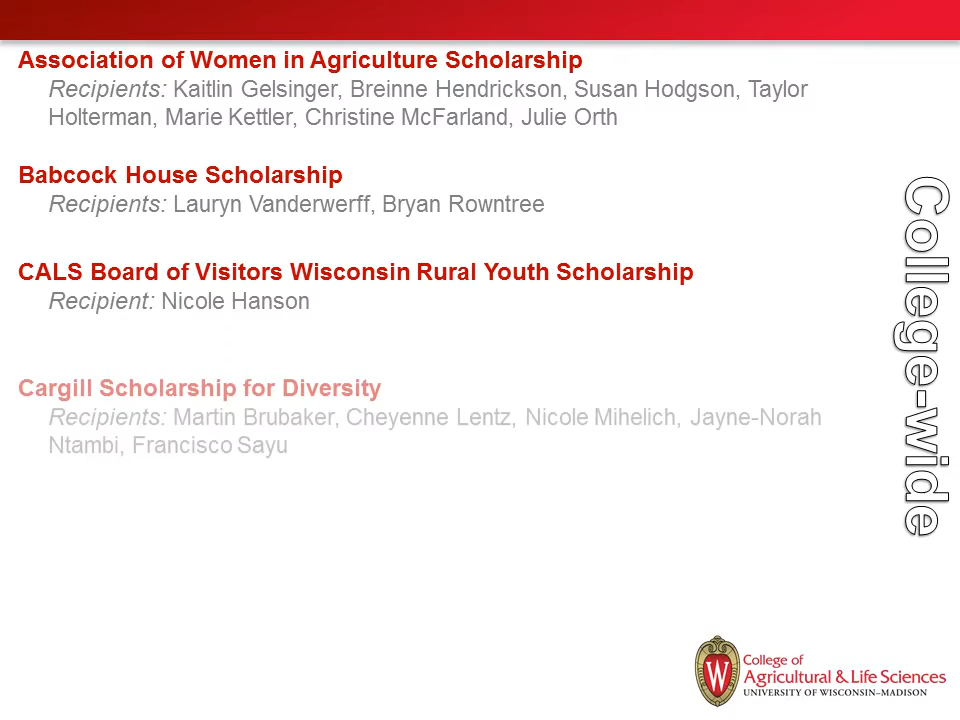 Association of Women in Agriculture Scholarship
Recipients: Kaitlin Gelsinger, Breinne Hendrickson, Susan Hodgson, Taylor
Holterman, Marie Kettler, Christine McFarland, Julie Orth
Babcock House Scholarship
Recipients: Lauryn Vanderwerff, Bryan Rowntree
CALS Board of Visitors Wisconsin Rural Youth Scholarship
Recipient: Nicole Hanson
Cargill Scholarship for Diversity
Recipients: Martin Brubaker, Cheyenne Lentz, Nicole Mihelich, Jayne-Norah
Ntambi, Francisco Sayu
College-wide
W
College of
Agricultural & Life Sciences
UNIVERSITY OF WISCONSIN–MADISON